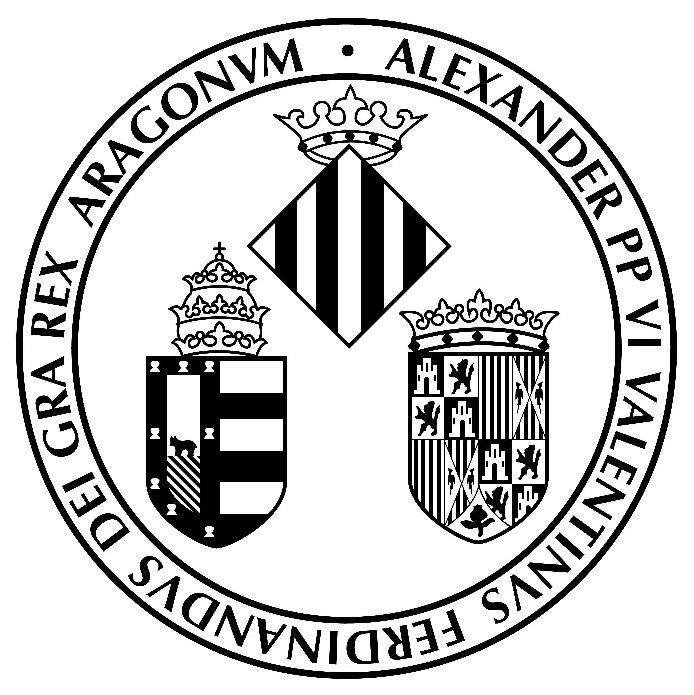 • ALEXANDER PP VI VALENTINVS FERDINANDVS DEI GRA REX ARAGONVM